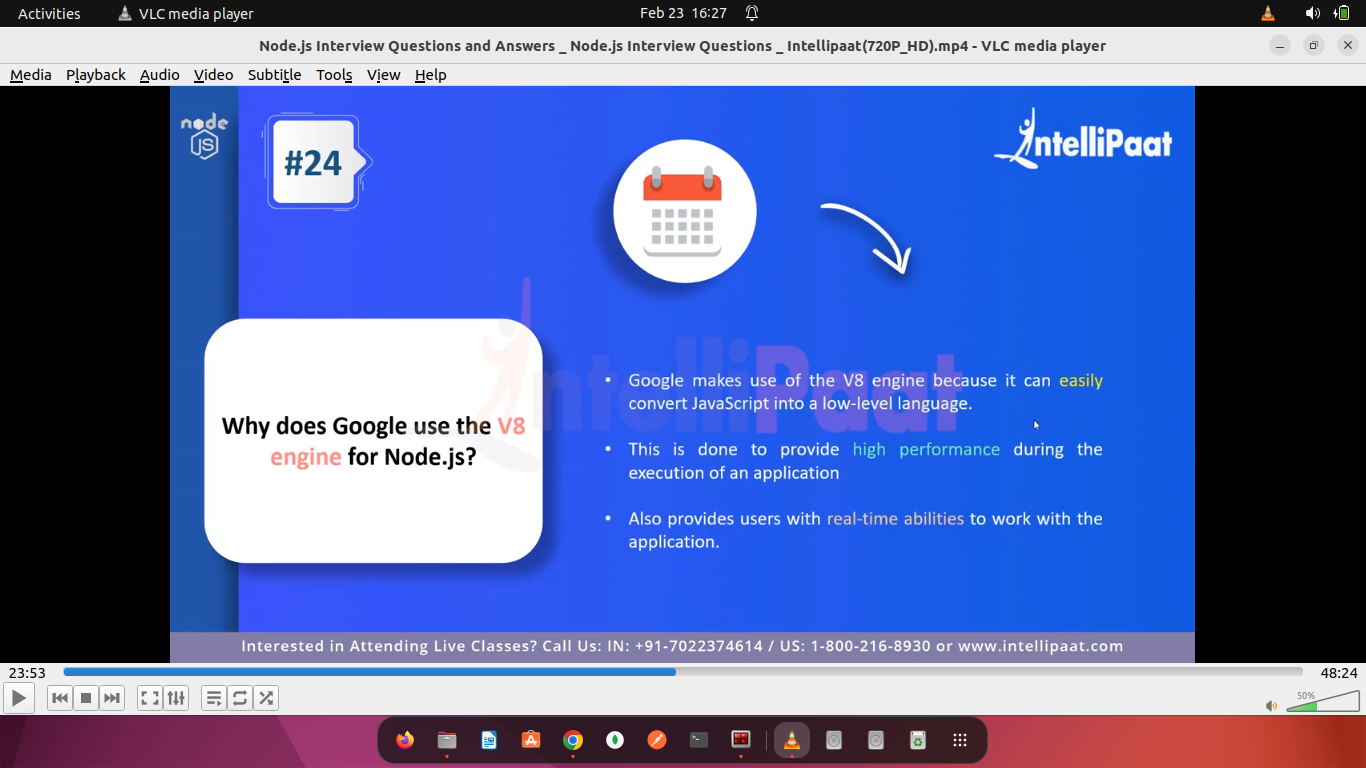 Activities
VLC media player
Feb 23 16:27
Node.js Interview Questions and Answers _ Node.js Interview Questions _ Intellipaat(720P_HD).mp4 - VLC media player
Media Playback Audio Video Subtitle Tools View Help
node
JS
#24
IntelliPaat
IntelliPaat
Why does Google use the V8
engine for Node.js?
• Google makes use of the V8 engine because it can easily
convert JavaScript into a low-level language.
• This is done to provide high performance during the
execution of an application
• Also provides users with real-time abilities to work with the
application.
Interested in Attending Live Classes? Call Us: IN: +91-7022374614 / US: 1-800-216-8930 or www.intellipaat.com
23:53
48:24
50%